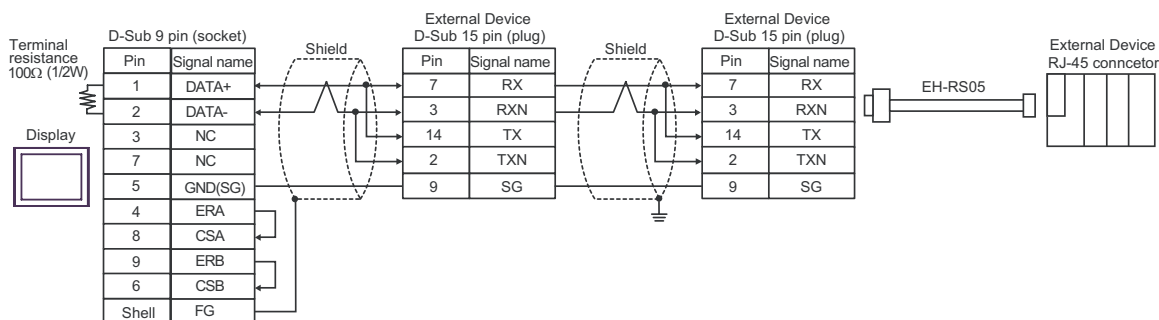 Terminal
resistance
100Ω (1/2W)
Display
D-Sub 9 pin (socket)
Pin Signal name
1 DATA+
2 DATA-
3 NC
7 NC
5 GND(SG)
4 ERA
8 CSA
9 ERB
6 CSB
Shell FG
Shield
External Device
D-Sub 15 pin (plug)
Pin Signal name
7 RX
3 RXN
14 TX
2 TXN
9 SG
Shield
External Device
D-Sub 15 pin (plug)
Pin Signal name
7 RX
3 RXN
14 TX
2 TXN
9 SG
EH-RS05
External Device
RJ-45 conncetor